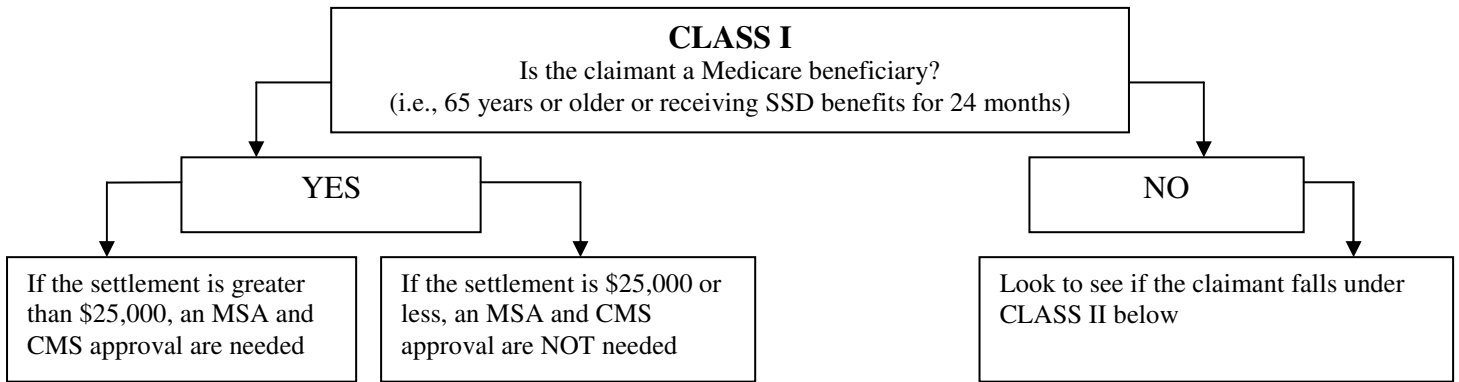 CLASS I
Is the claimant a Medicare beneficiary?
(i.e., 65 years or older or receiving SSD benefits for 24 months)
YES
NO
If the settlement is greater
than $25,000, an MSA and
CMS approval are needed
If the settlement is $25,000 or
less, an MSA and CMS
approval are NOT needed
Look to see if the claimant falls under
CLASS II below